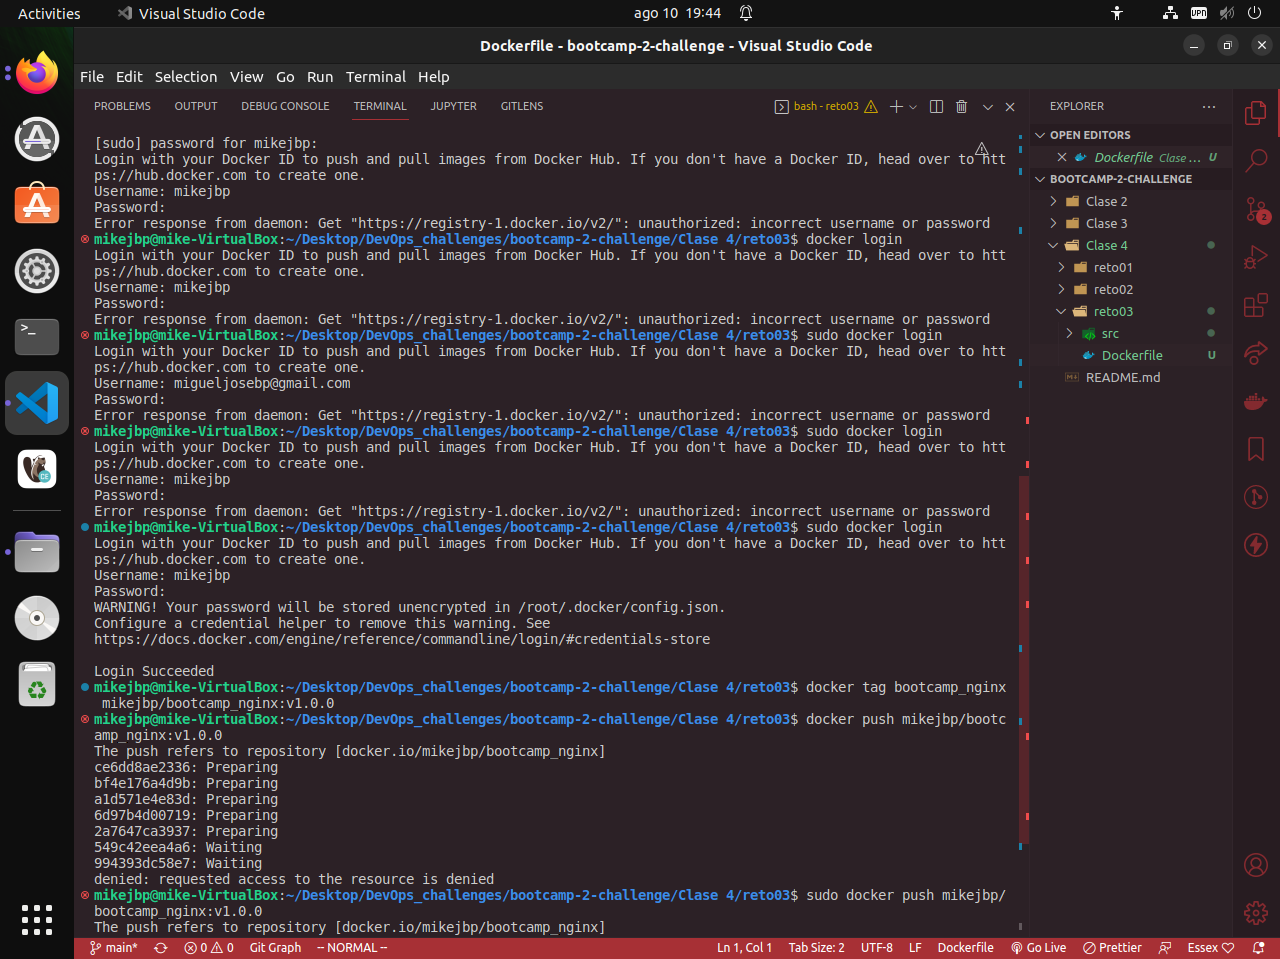 Activities
Visual Studio Code
ago 10 19:44
VPN
Dockerfile - bootcamp-2-challenge - Visual Studio Code
File Edit Selection View Go Run Terminal Help
PROBLEMS OUTPUT DEBUG CONSOLE TERMINAL JUPYTER GITLENS
bash - reto03
[sudo] password for mikejbp:
Login with your Docker ID to push and pull images from Docker Hub. If you don't have a Docker ID, head over to htt
ps://hub.docker.com to create one.
Username: mikejbp
Password:
Error response from daemon: Get "https://registry-1.docker.io/v2/": unauthorized: incorrect username or password
mikejbp@mike-VirtualBox:~/Desktop/DevOps_challenges/bootcamp-2-challenge/Clase 4/reto03$ docker login
Login with your Docker ID to push and pull images from Docker Hub. If you don't have a Docker ID, head over to htt
ps://hub.docker.com to create one.
Username: mikejbp
Password:
Error response from daemon: Get "https://registry-1.docker.io/v2/": unauthorized: incorrect username or password
mikejbp@mike-VirtualBox:~/Desktop/DevOps_challenges/bootcamp-2-challenge/Clase 4/reto03$ sudo docker login
Login with your Docker ID to push and pull images from Docker Hub. If you don't have a Docker ID, head over to htt
ps://hub.docker.com to create one.
Username: migueljosebp@gmail.com
Password:
Error response from daemon: Get "https://registry-1.docker.io/v2/": unauthorized: incorrect username or password
mikejbp@mike-VirtualBox:~/Desktop/DevOps_challenges/bootcamp-2-challenge/Clase 4/reto03$ sudo docker login
Login with your Docker ID to push and pull images from Docker Hub. If you don't have a Docker ID, head over to htt
ps://hub.docker.com to create one.
Username: mikejbp
Password:
Error response from daemon: Get "https://registry-1.docker.io/v2/": unauthorized: incorrect username or password
mikejbp@mike-VirtualBox:~/Desktop/DevOps_challenges/bootcamp-2-challenge/Clase 4/reto03$ sudo docker login
Login with your Docker ID to push and pull images from Docker Hub. If you don't have a Docker ID, head over to htt
ps://hub.docker.com to create one.
Username: mikejbp
Password:
WARNING! Your password will be stored unencrypted in /root/.docker/config.json.
Configure a credential helper to remove this warning. See
https://docs.docker.com/engine/reference/commandline/login/#credentials-store
Login Succeeded
mikejbp@mike-VirtualBox:~/Desktop/DevOps_challenges/bootcamp-2-challenge/Clase 4/reto03$ docker tag bootcamp_nginx
mikejbp/bootcamp_nginx:v1.0.0
mikejbp@mike-VirtualBox:~/Desktop/DevOps_challenges/bootcamp-2-challenge/Clase 4/reto03$ docker push mikejbp/bootc
amp_nginx:v1.0.0
The push refers to repository [docker.io/mikejbp/bootcamp_nginx]
ce6dd8ae2336: Preparing
bf4e176a4d9b: Preparing
a1d571e4e83d: Preparing
6d97b4d00719: Preparing
2a7647ca3937: Preparing
549c42eea4a6: Waiting
994393dc58e7: Waiting
denied: requested access to the resource is denied
mikejbp@mike-VirtualBox:~/Desktop/DevOps_challenges/bootcamp-2-challenge/Clase 4/reto03$ sudo docker push mikejbp/
bootcamp_nginx:v1.0.0
The push refers to repository [docker.io/mikejbp/bootcamp_nginx]
EXPLORER
OPEN EDITORS
Dockerfile Clase ... U
BOOTCAMP-2-CHALLENGE
Clase 2
Clase 3
Clase 4
reto01
reto02
reto03
src
Dockerfile U
README.md
2
main* 0 0 Git Graph -- NORMAL -- Ln 1, Col 1 Tab Size: 2 UTF-8 LF Dockerfile Go Live Prettier Essex